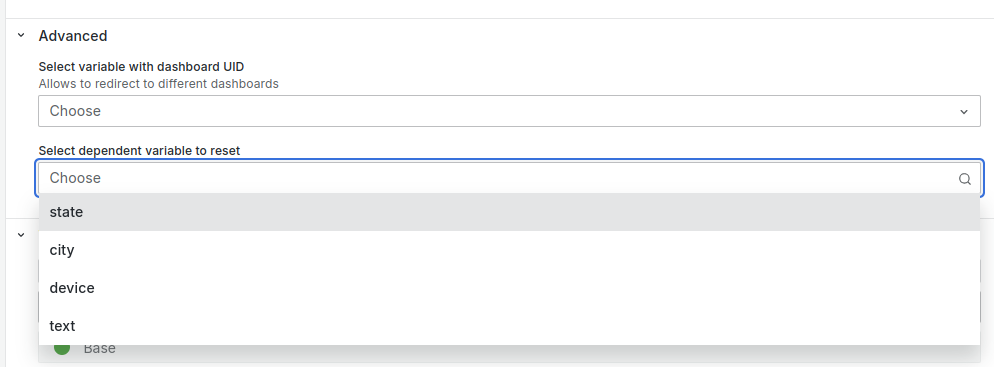 Advanced
Select variable with dashboard UID
Allows to redirect to different dashboards
Choose
Select dependent variable to reset
Choose
state
city
device
text
Base